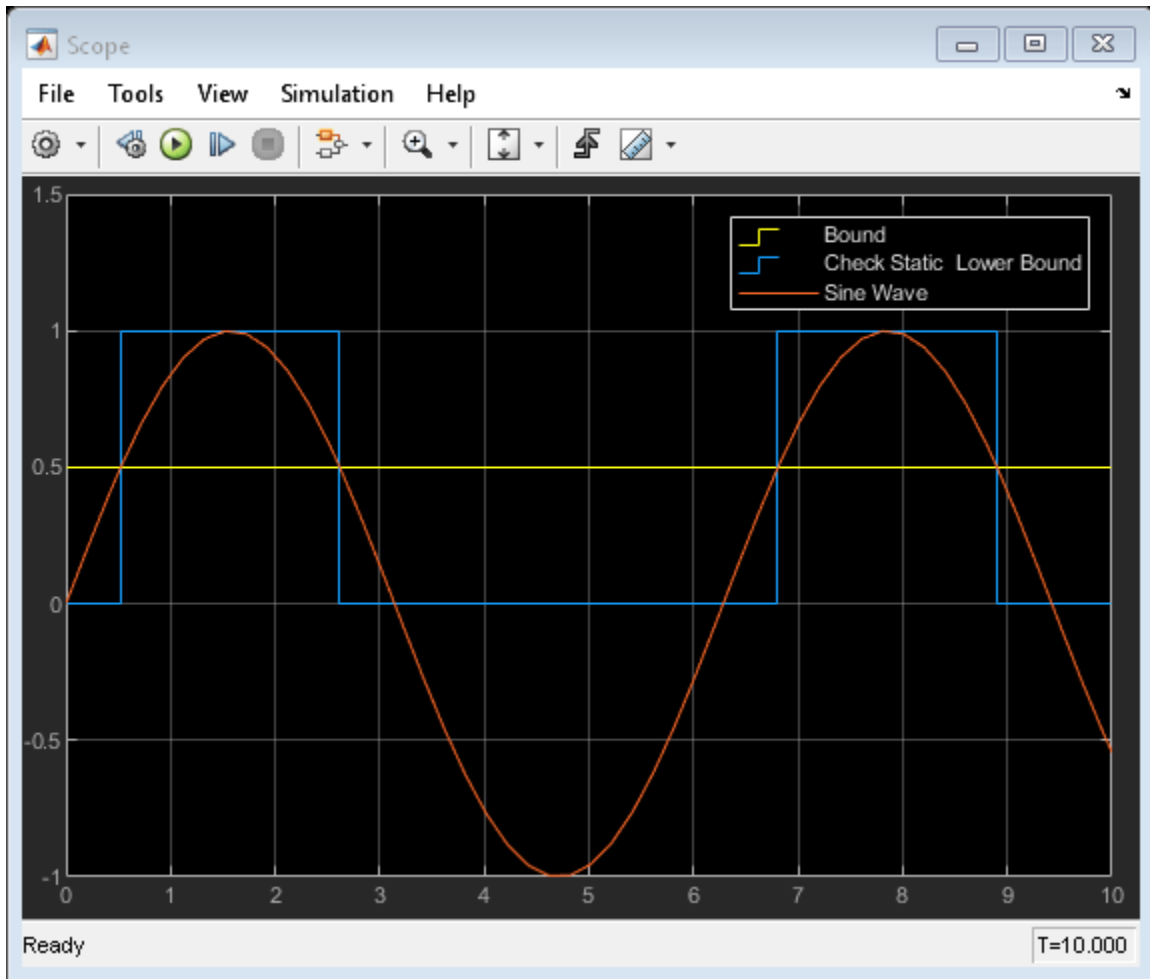 Scope
File Tools View Simulation Help
1.5
1
0.5
0
-0.5
-1
Bound
Check Static  Lower Bound
Sine Wave
0 1 2 3 4 5 6 7 8 9 10
Ready T=10.000